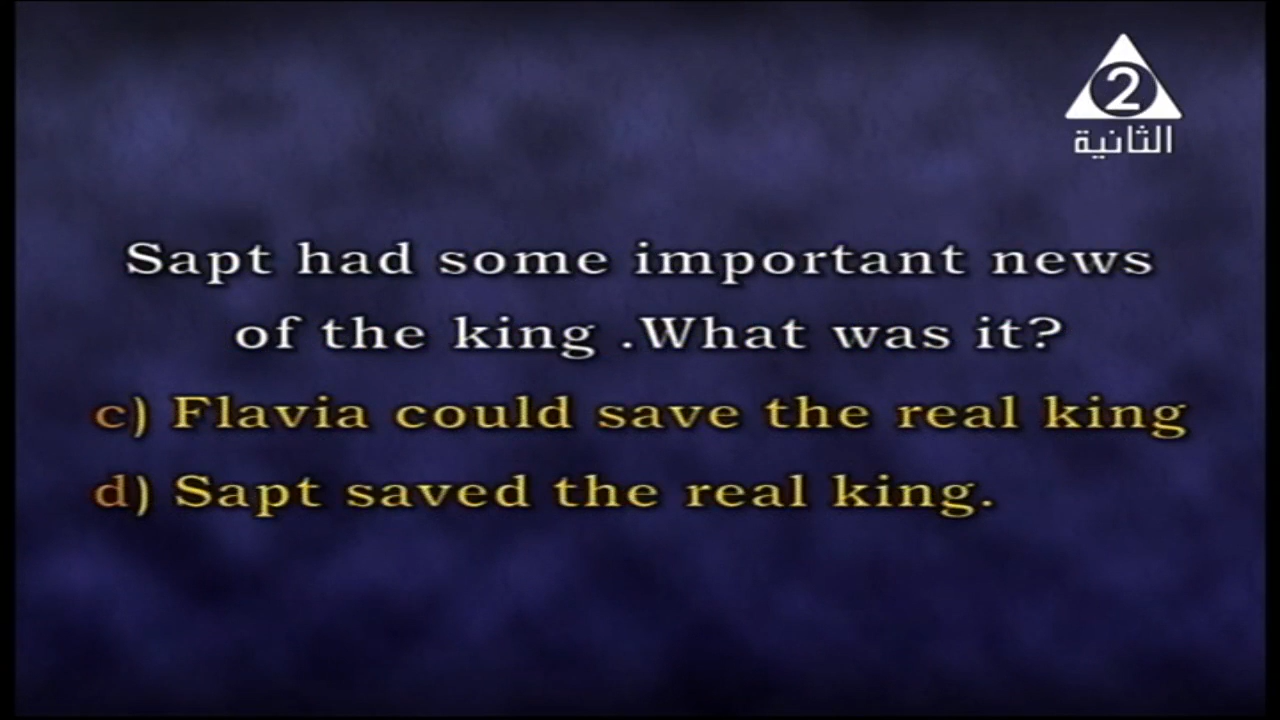 2
الثانية
Sapt had some important news
of the king .What was it?
c) Flavia could save the real king
d) Sapt saved the real king.